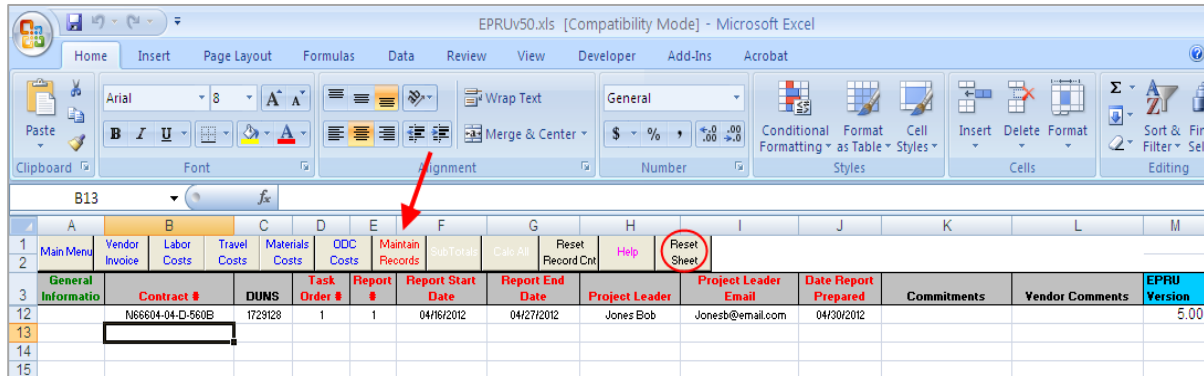 EPRUv50.xls [Compatibility Mode] - Microsoft Excel
Home Insert Page Layout Formulas Data Review View Developer Add-Ins Acrobat
Arial 8 A A Wrap Text General Σ
Paste B I U A Merge & Center $ % , .0 .00 .00 .0 Conditional Formatting Format as Table Cell Styles Insert Delete Format Sort & Filter Fin Sel
Clipboard Font Alignment Number Styles Cells Editing
B13 fx
A B C D E F G H I J K L M
1 Main Menu Vendor Invoice Labor Costs Travel Costs Materials Costs ODC Costs Maintain Records SubTotals Calc All Reset Record Cnt Help Reset Sheet
2
3 General Informatio Contract # DUNS Task Order # Report # Report Start Date Report End Date Project Leader Project Leader Email Date Report Prepared Commitments Vendor Comments EPRU Version
12 N66604-04-D-560B 1729128 1 1 04/16/2012 04/27/2012 Jones Bob Jonesb@email.com 04/30/2012 5.00
13
14
15